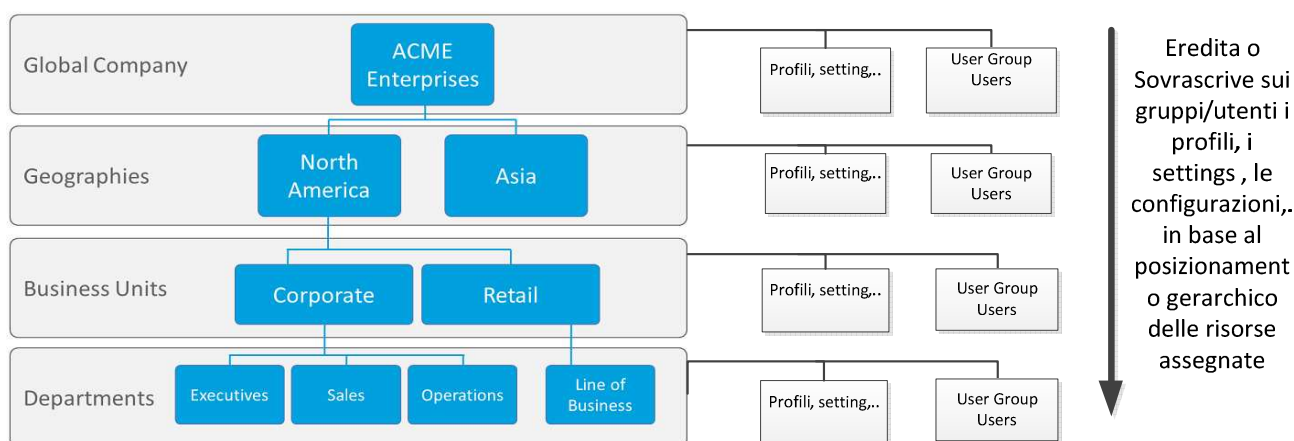 Global Company
ACME
Enterprises
Profili, setting,..
User Group
Users
Geographies
North
America
Asia
Profili, setting,..
User Group
Users
Business Units
Corporate
Retail
Profili, setting,..
User Group
Users
Departments
Executives
Sales
Operations
Line of
Business
Profili, setting,..
User Group
Users
Eredita o
Sovrascrive sui
gruppi/utenti i
profili, i
settings , le
configurazioni,.
in base al
posizionament
o gerarchico
delle risorse
assegnate